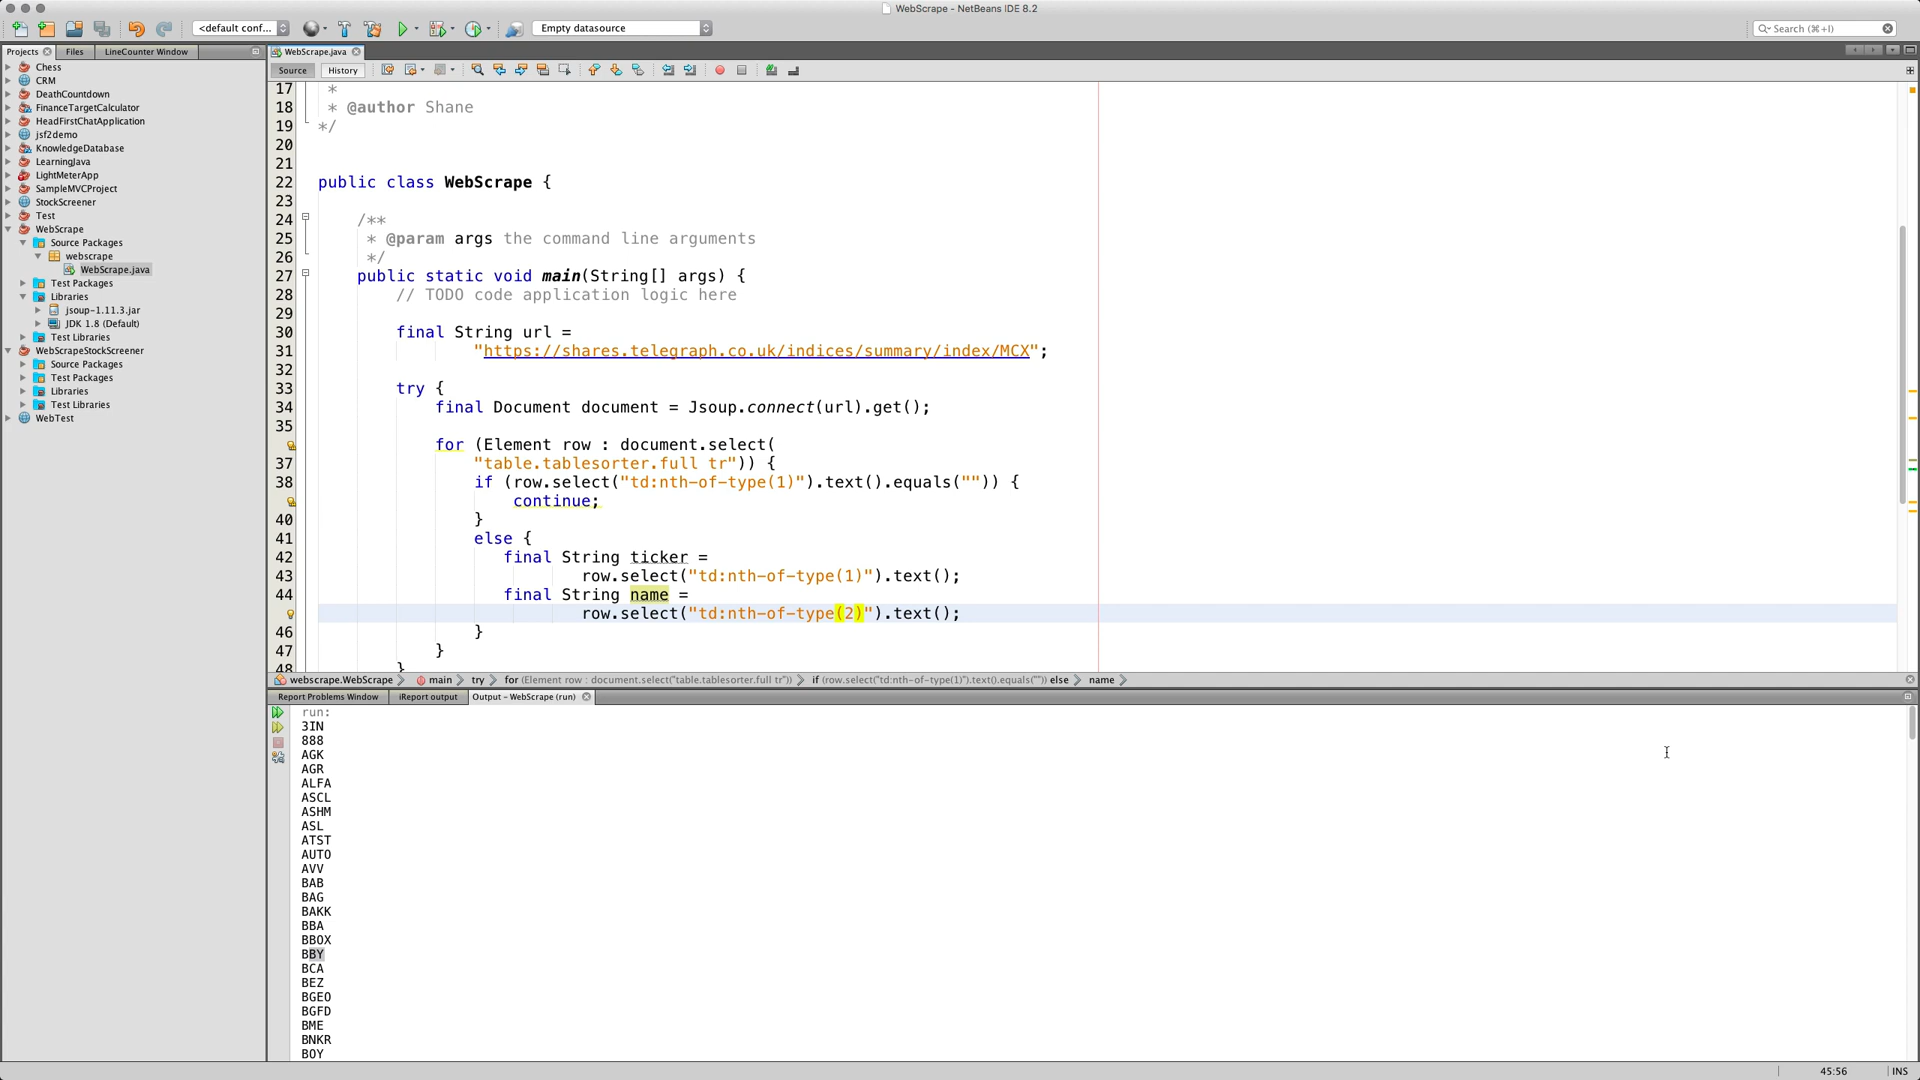 WebScrape - NetBeans IDE 8.2
<default conf...
Empty datasource
Search (⌘+I)
Projects
Files
LineCounter Window
WebScrape.java
Source
History
Chess
CRM
DeathCountdown
FinanceTargetCalculator
HeadFirstChatApplication
jsf2demo
KnowledgeDatabase
LearningJava
LightMeterApp
SampleMVCProject
StockScreener
Test
WebScrape
Source Packages
webscrape
WebScrape.java
Test Packages
Libraries
jsoup-1.11.3.jar
JDK 1.8 (Default)
Test Libraries
WebScrapeStockScreener
Source Packages
Test Packages
Libraries
Test Libraries
WebTest
17 *
18 * @author Shane
19 */
20
21
22 public class WebScrape {
23
24 /**
25 * @param args the command line arguments
26 */
27 public static void main(String[] args) {
28 // TODO code application logic here
29
30 final String url =
31 "https://shares.telegraph.co.uk/indices/summary/index/MCX";
32
33 try {
34 final Document document = Jsoup.connect(url).get();
35
for (Element row : document.select(
37 "table.tablesorter.full tr")) {
38 if (row.select("td:nth-of-type(1)").text().equals("")) {
continue;
40 }
41 else {
42 final String ticker =
43 row.select("td:nth-of-type(1)").text();
44 final String name =
row.select("td:nth-of-type(2)").text();
46 }
47 }
48 }
webscrape.WebScrape
main
try
for (Element row : document.select("table.tablesorter.full tr"))
if (row.select("td:nth-of-type(1)").text().equals("")) else
name
Report Problems Window
iReport output
Output - WebScrape (run)
run:
3IN
888
AGK
AGR
ALFA
ASCL
ASHM
ASL
ATST
AUTO
AVV
BAB
BAG
BAKK
BBA
BBOX
BBY
BCA
BEZ
BGEO
BGFD
BME
BNKR
BOY
45:56
INS